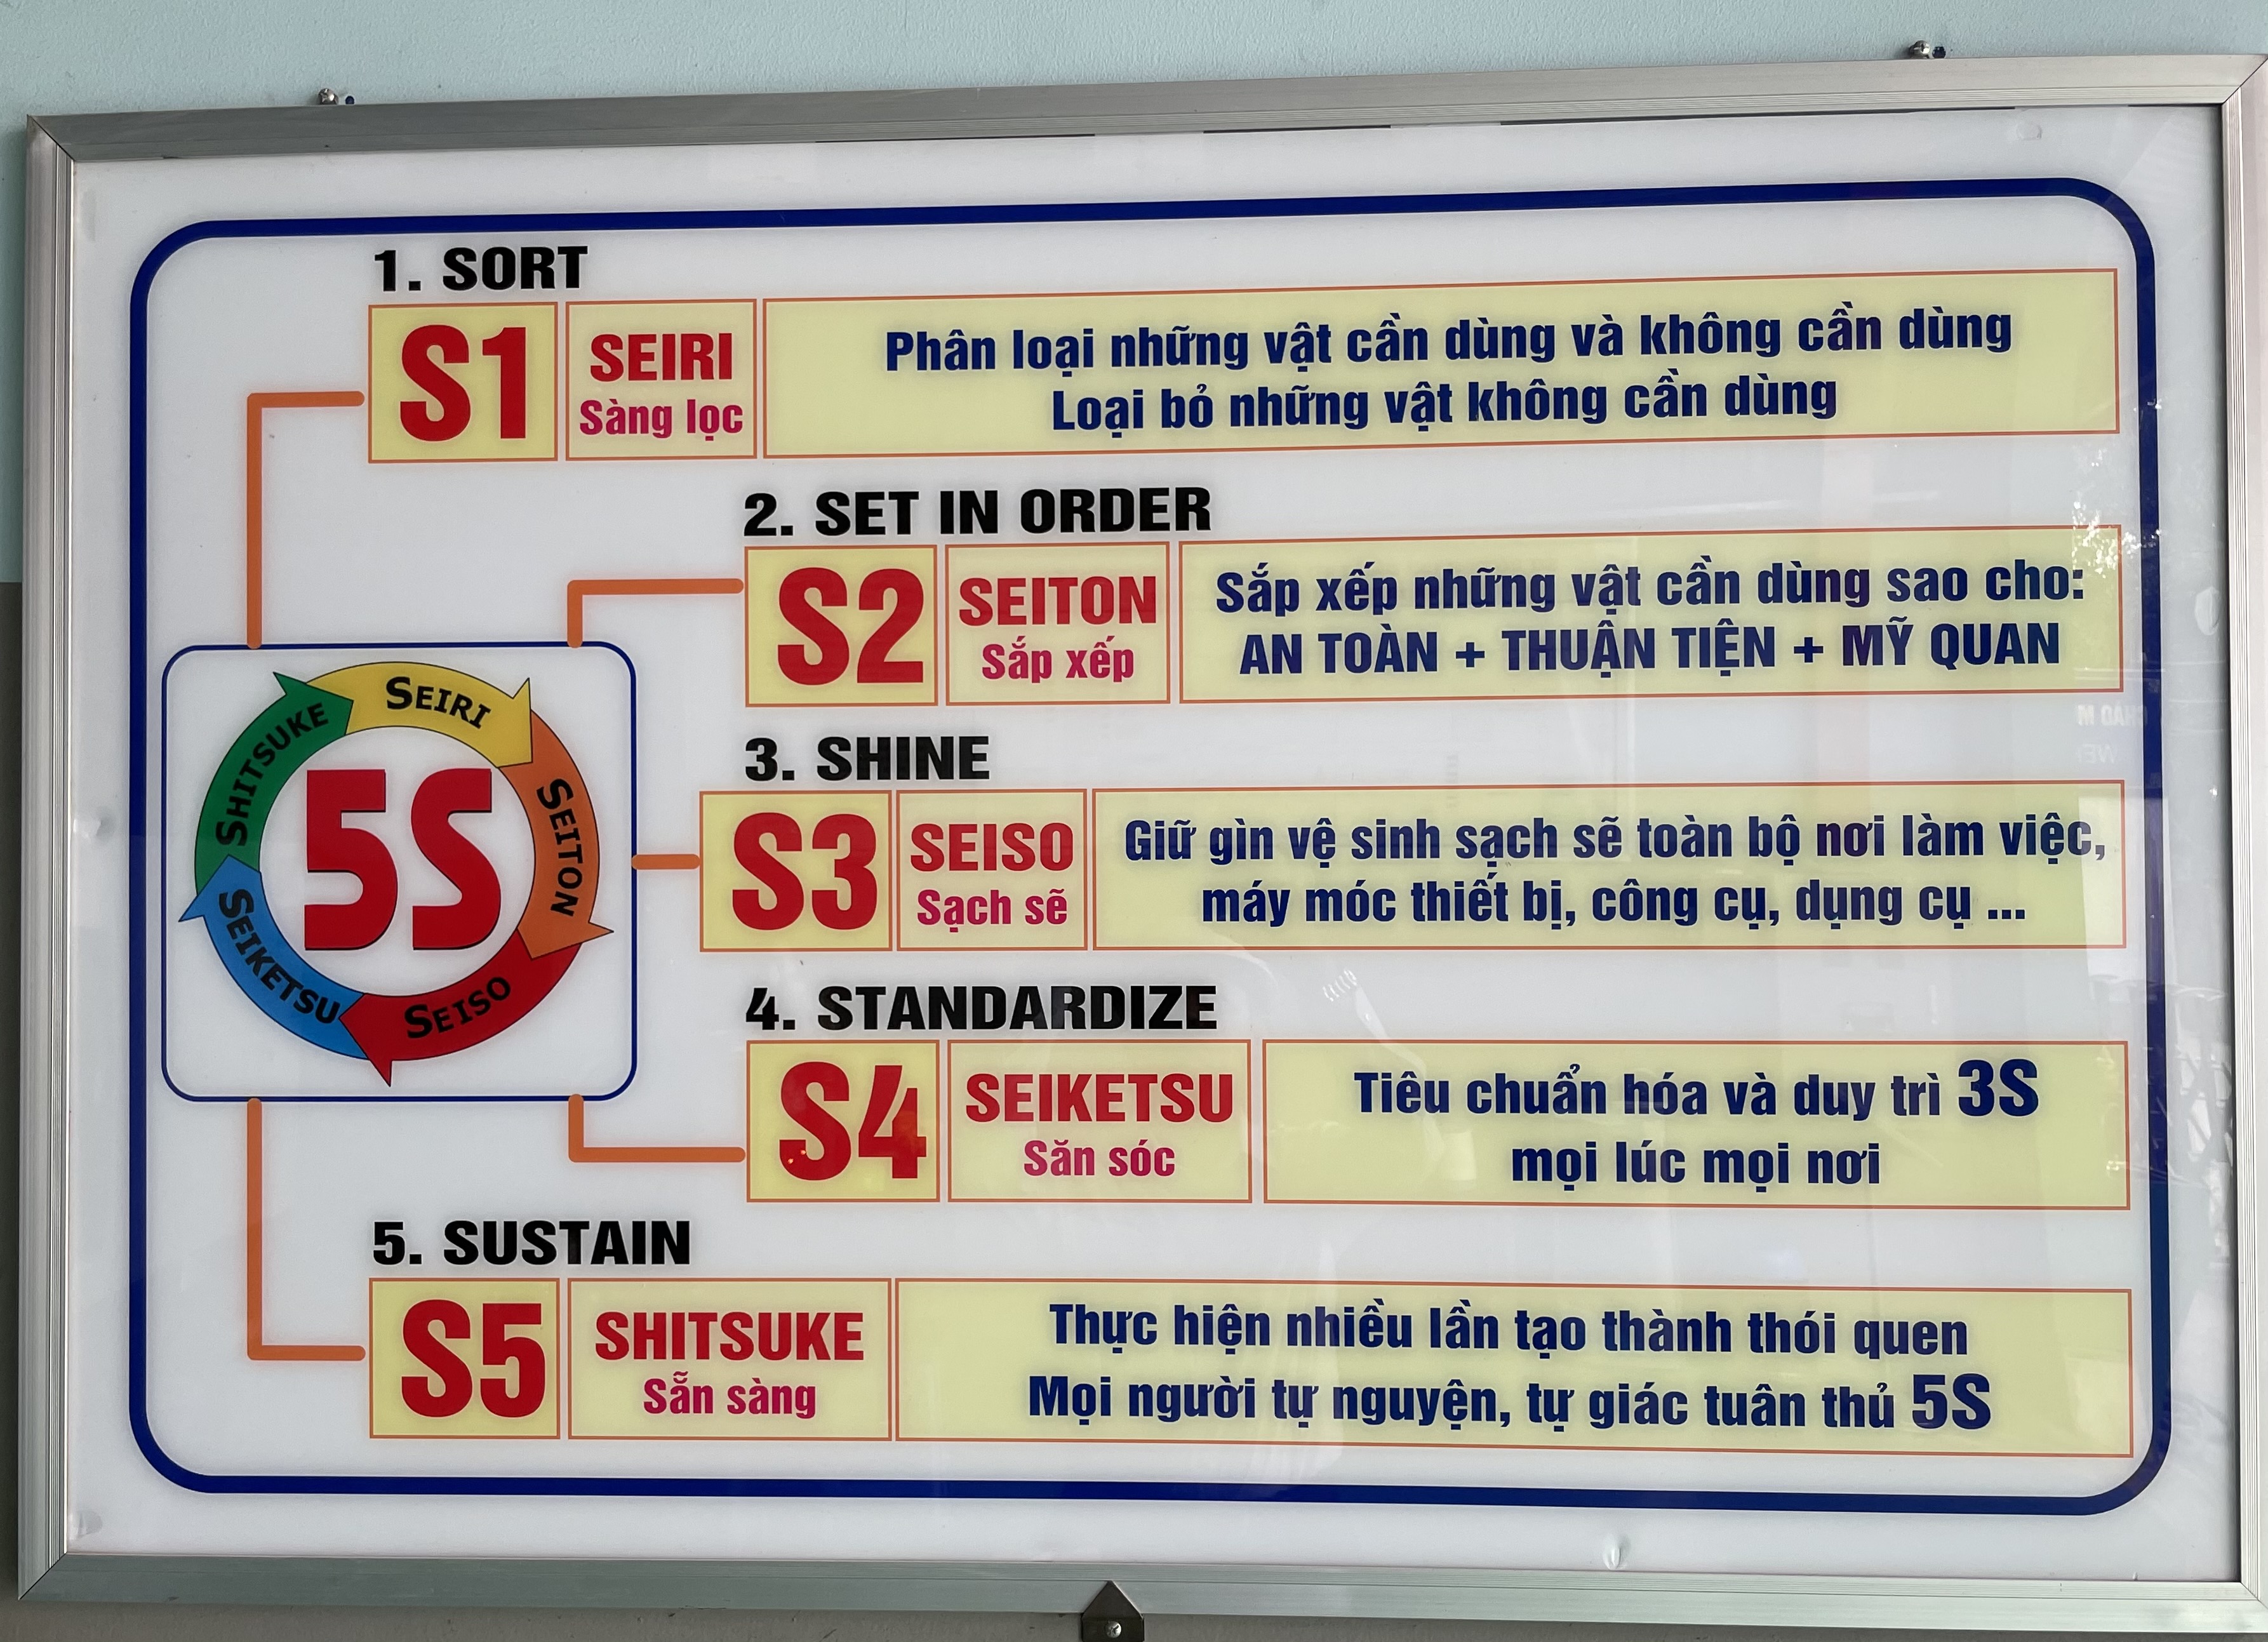 1. SORT
S1
SEIRI
Sàng lọc
Phân loại những vật cần dùng và không cần dùng
Loại bỏ những vật không cần dùng
2. SET IN ORDER
S2
SEITON
Sắp xếp
Sắp xếp những vật cần dùng sao cho:
AN TOÀN + THUẬN TIỆN + MỸ QUAN
3. SHINE
S3
SEISO
Sạch sẽ
Giữ gìn vệ sinh sạch sẽ toàn bộ nơi làm việc,
máy móc thiết bị, công cụ, dụng cụ ...
4. STANDARDIZE
S4
SEIKETSU
Săn sóc
Tiêu chuẩn hóa và duy trì 3S
mọi lúc mọi nơi
5. SUSTAIN
S5
SHITSUKE
Sẵn sàng
Thực hiện nhiều lần tạo thành thói quen
Mọi người tự nguyện, tự giác tuân thủ 5S
5S
SEIRI
SEITON
SEISO
SEIKETSU
SHITSUKE